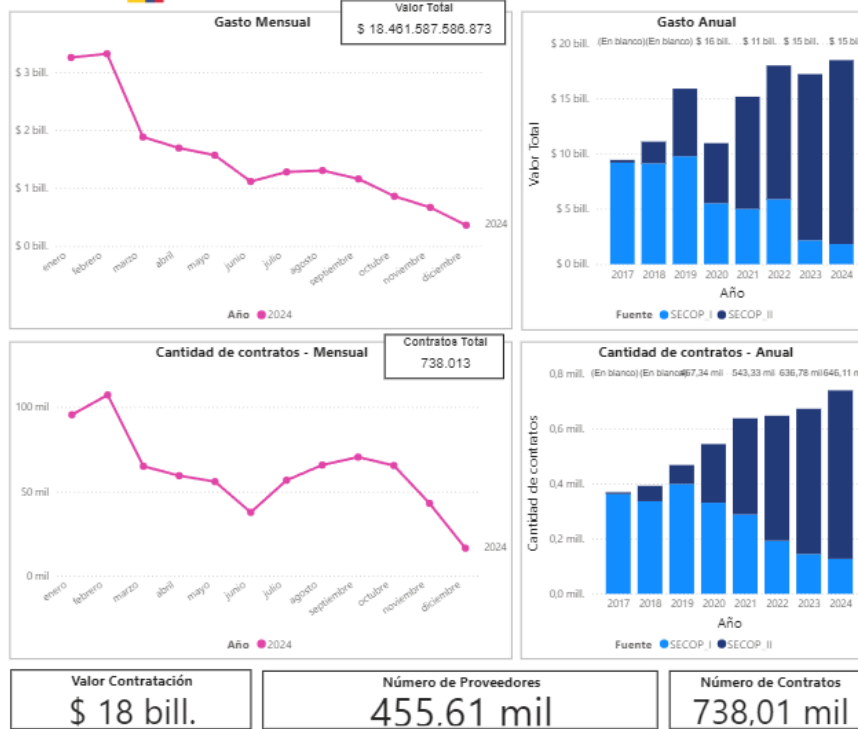 Gasto Mensual
Valor Total
$ 18.461.587.586.873
$ 3 bill.
$ 2 bill.
$ 1 bill.
$ 0 bill.
2024
enero febrero marzo abril mayo junio julio agosto septiembre octubre noviembre diciembre
Año 2024
Gasto Anual
$ 20 bill. (En blanco)(En blanco) $ 16 bill. $ 11 bill. $ 15 bill. $ 15 bil
$ 15 bill.
$ 10 bill.
$ 5 bill.
$ 0 bill.
Valor Total
2017 2018 2019 2020 2021 2022 2023 2024
Año
Fuente SECOP_I SECOP_II
Cantidad de contratos - Mensual
Contratos Total
738.013
100 mil
50 mil
0 mil
2024
enero febrero marzo abril mayo junio julio agosto septiembre octubre noviembre diciembre
Año 2024
Cantidad de contratos - Anual
0,8 mill. (En blanco) 543,33 mil 636,78 mil 646,11 m
0,6 mill.
0,4 mill.
0,2 mill.
0,0 mill.
Cantidad de contratos
2017 2018 2019 2020 2021 2022 2023 2024
Año
Fuente SECOP_I SECOP_II
Valor Contratación
$ 18 bill.
Número de Proveedores
455,61 mil
Número de Contratos
738,01 mil